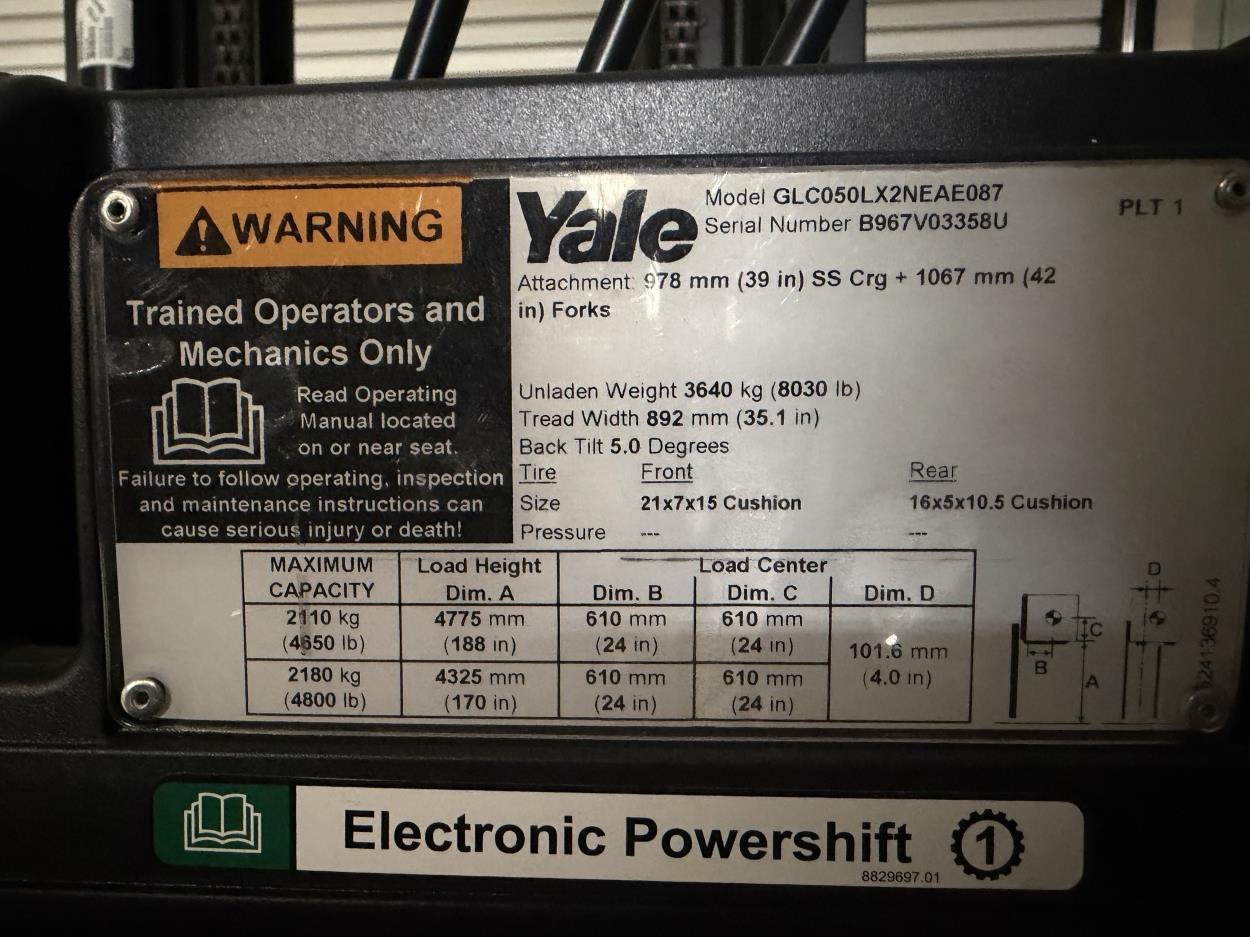 WARNING
Trained Operators and
Mechanics Only
Read Operating
Manual located
on or near seat.
Failure to follow operating, inspection
and maintenance instructions can
cause serious injury or death!
Yale
Model GLC050LX2NEAE087
Serial Number B967V03358U
PLT 1
Attachment: 978 mm (39 in) SS Crg + 1067 mm (42
in) Forks
Unladen Weight 3640 kg (8030 lb)
Tread Width 892 mm (35.1 in)
Back Tilt 5.0 Degrees
Tire Front Rear
Size 21x7x15 Cushion 16x5x10.5 Cushion
Pressure --- ---
MAXIMUM Load Height Load Center
CAPACITY Dim. A Dim. B Dim. C Dim. D
2110 kg 4775 mm 610 mm 610 mm
(4650 lb) (188 in) (24 in) (24 in)
101.6 mm
(4.0 in)
2180 kg 4325 mm 610 mm 610 mm
(4800 lb) (170 in) (24 in) (24 in)
D
C
B
A
Electronic Powershift 1
8829697.01